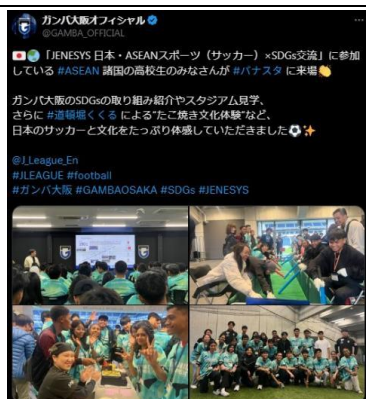 ガンバ大阪オフィシャル
@GAMBA_OFFICIAL
🇯🇵🌏「JENESYS 日本・ASEANスポーツ（サッカー）×SDGs交流」に参加
している #ASEAN 諸国の高校生のみなさんが #パナスタ に来場👏
ガンバ大阪のSDGsの取り組み紹介やスタジアム見学、
さらに #道頓堀くくる による“たこ焼き文化体験”など、
日本のサッカーと文化をたっぷり体感していただきました⚽✨
@J_League_En
#JLEAGUE #football
#ガンバ大阪 #GAMBAOSAKA #SDGs #JENESYS